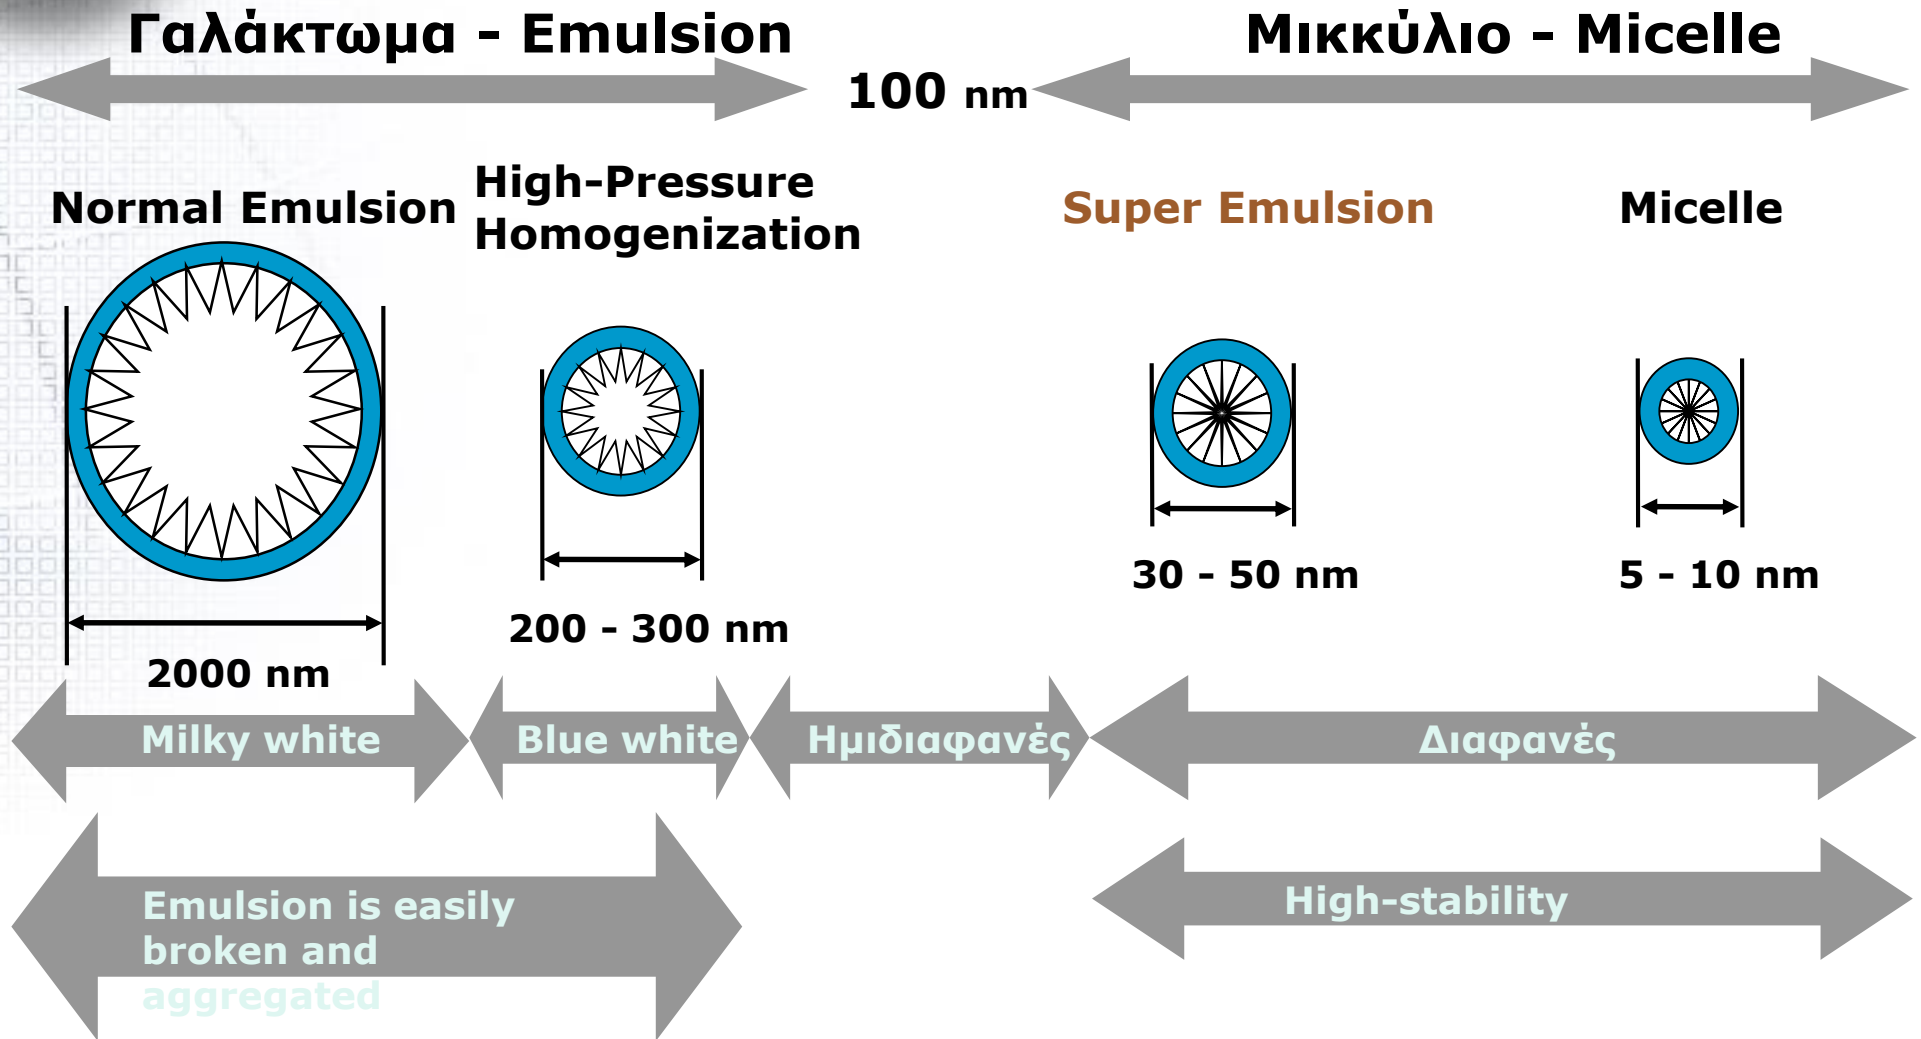 Γαλάκτωμα - Emulsion
Μικκύλιο - Micelle
100 nm
Normal Emulsion
High-Pressure
Homogenization
Super Emulsion
Micelle
2000 nm
200 - 300 nm
30 - 50 nm
5 - 10 nm
Milky white
Blue white
Ημιδιαφανές
Διαφανές
Emulsion is easily
broken and
aggregated
High-stability